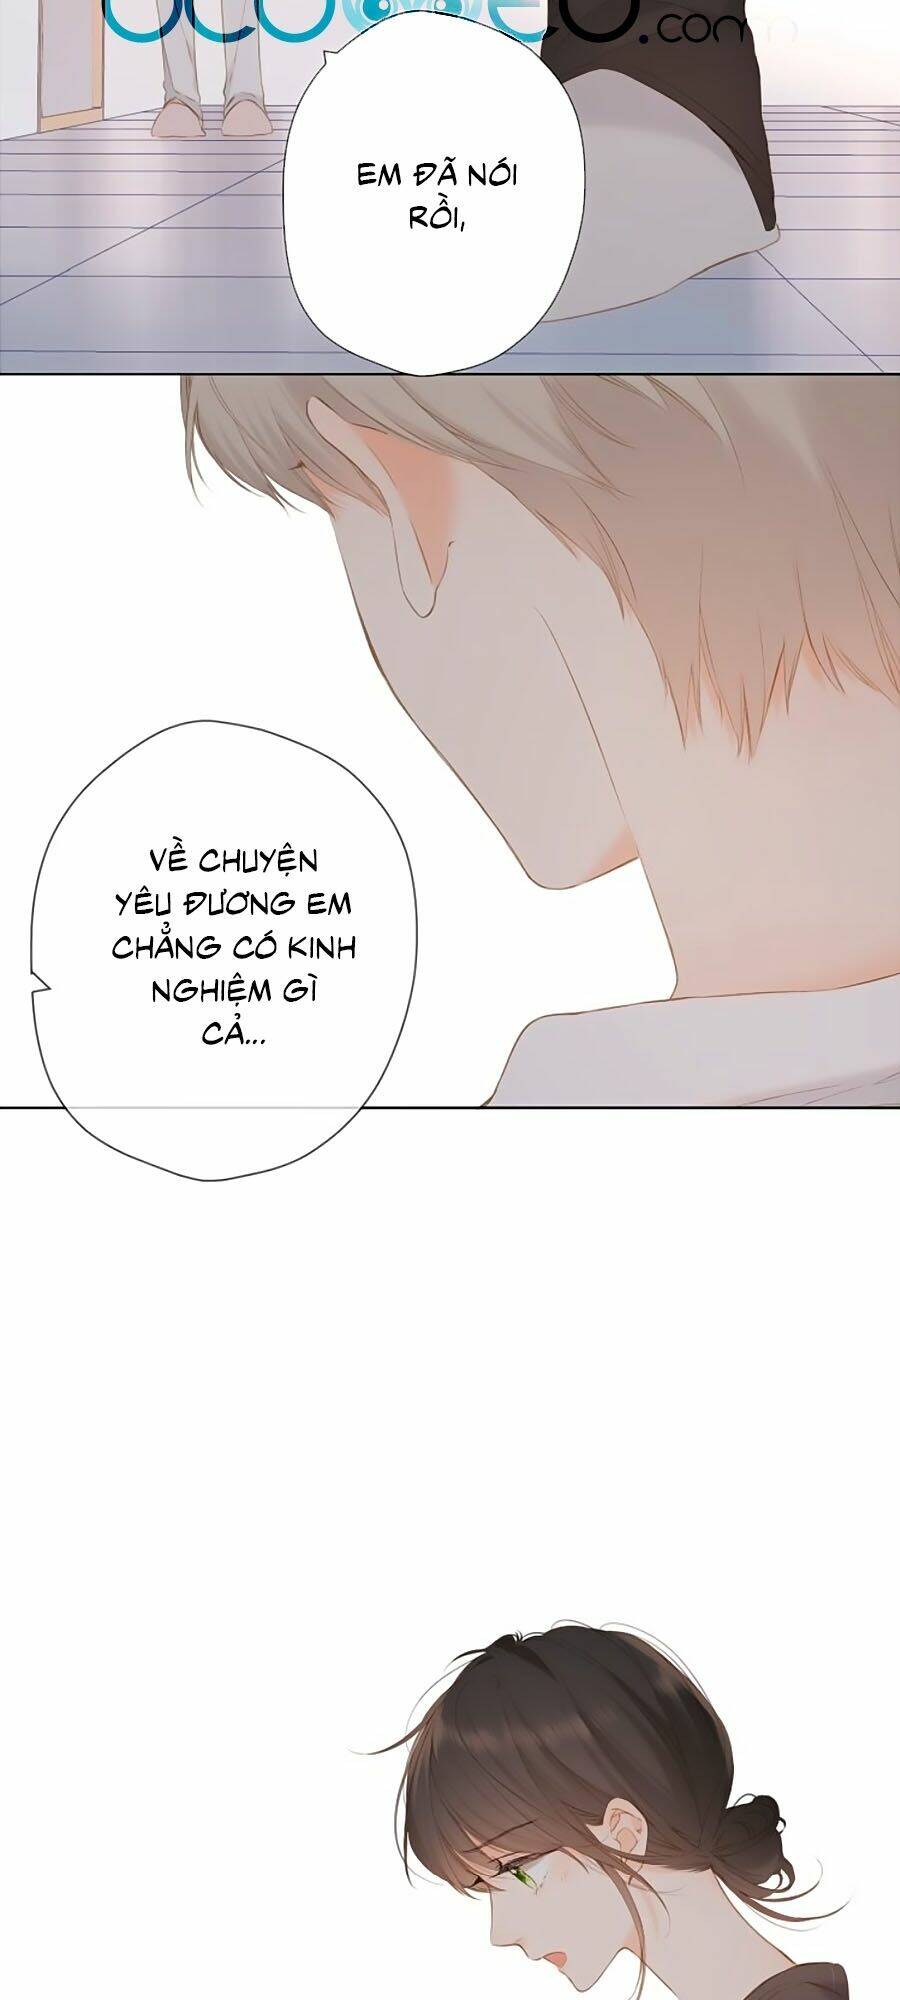 EM ĐÃ NÓI
RỒI,
VỀ CHUYỆN
YÊU ĐƯƠNG EM
CHẲNG CÓ KINH
NGHIỆM GÌ
CẢ...